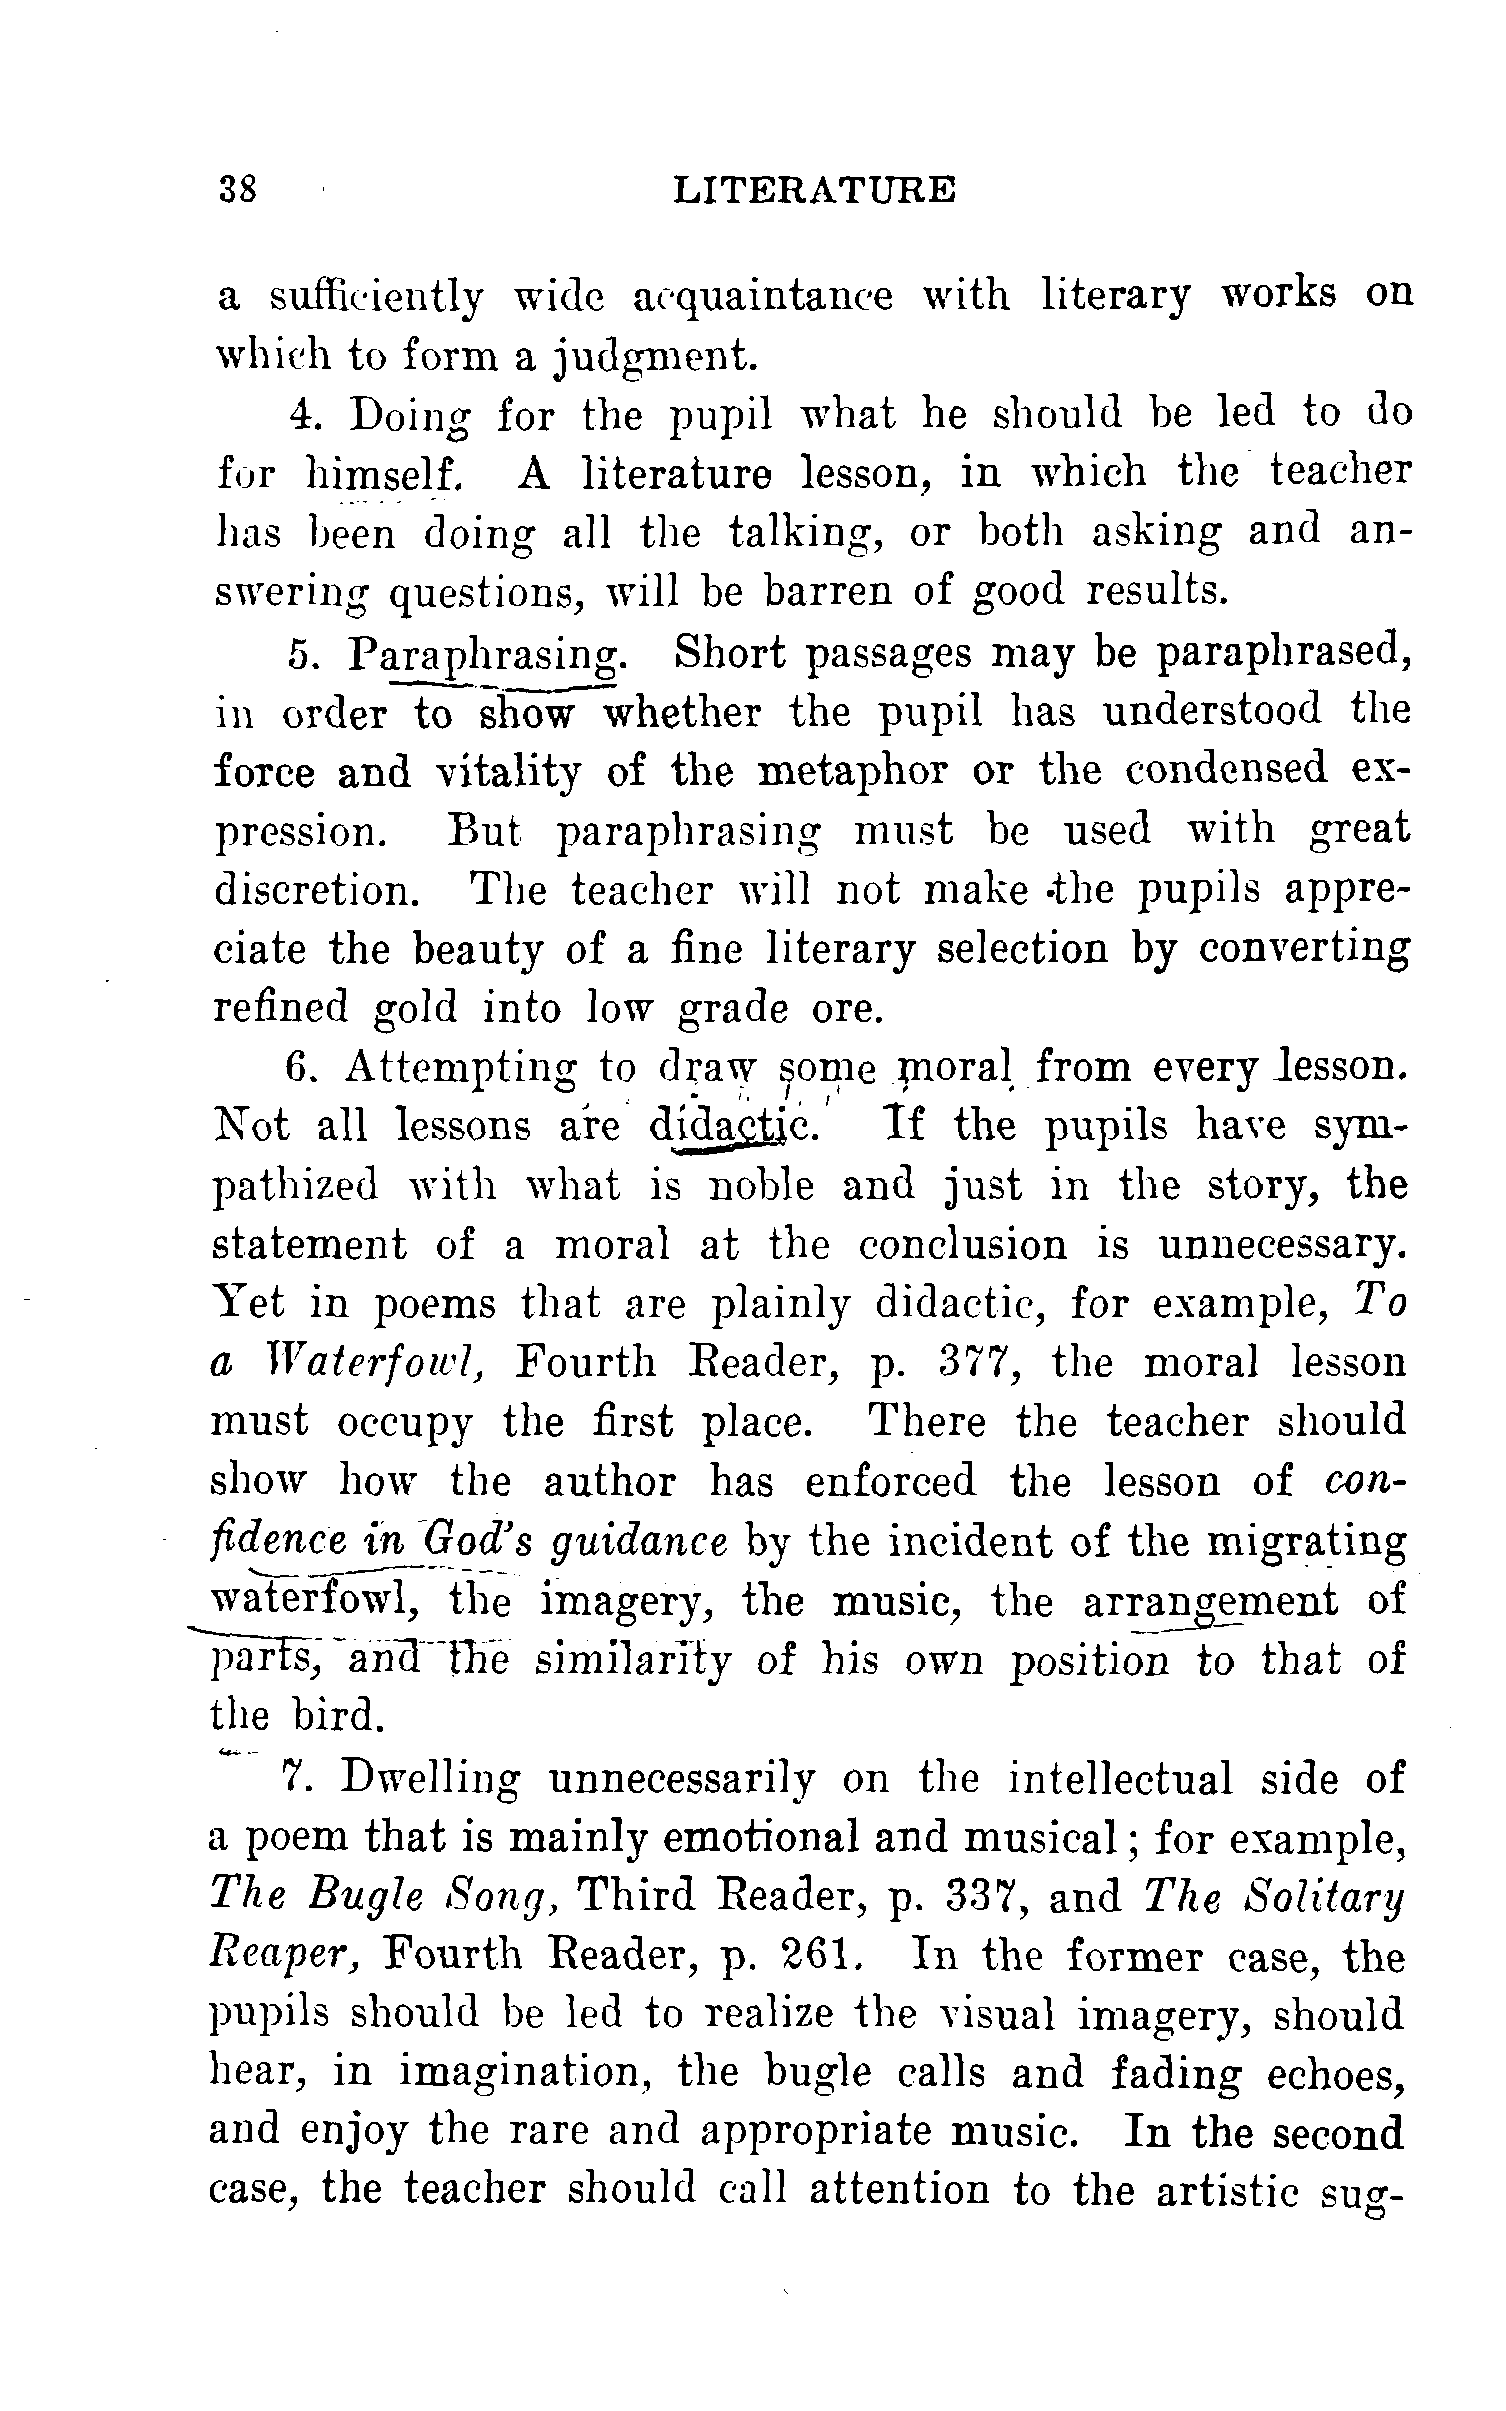 38 LITERATURE
a sufficiently wide acquaintance with literary works on
which to form a judgment.
4. Doing for the pupil what he should be led to do
for himself. A literature lesson, in which the teacher
has been doing all the talking, or both asking and an-
swering questions, will be barren of good results.
5. Paraphrasing. Short passages may be paraphrased,
in order to show whether the pupil has understood the
force and vitality of the metaphor or the condensed ex-
pression. But paraphrasing must be used with great
discretion. The teacher will not make the pupils appre-
ciate the beauty of a fine literary selection by converting
refined gold into low grade ore.
6. Attempting to draw some moral from every lesson.
Not all lessons are didactic. If the pupils have sym-
pathized with what is noble and just in the story, the
statement of a moral at the conclusion is unnecessary.
Yet in poems that are plainly didactic, for example, To
a Waterfowl, Fourth Reader, p. 377, the moral lesson
must occupy the first place. There the teacher should
show how the author has enforced the lesson of con-
fidence in God's guidance by the incident of the migrating
waterfowl, the imagery, the music, the arrangement of
parts, and the similarity of his own position to that of
the bird.
7. Dwelling unnecessarily on the intellectual side of
a poem that is mainly emotional and musical; for example,
The Bugle Song, Third Reader, p. 337, and The Solitary
Reaper, Fourth Reader, p. 261. In the former case, the
pupils should be led to realize the visual imagery, should
hear, in imagination, the bugle calls and fading echoes,
and enjoy the rare and appropriate music. In the second
case, the teacher should call attention to the artistic sug-